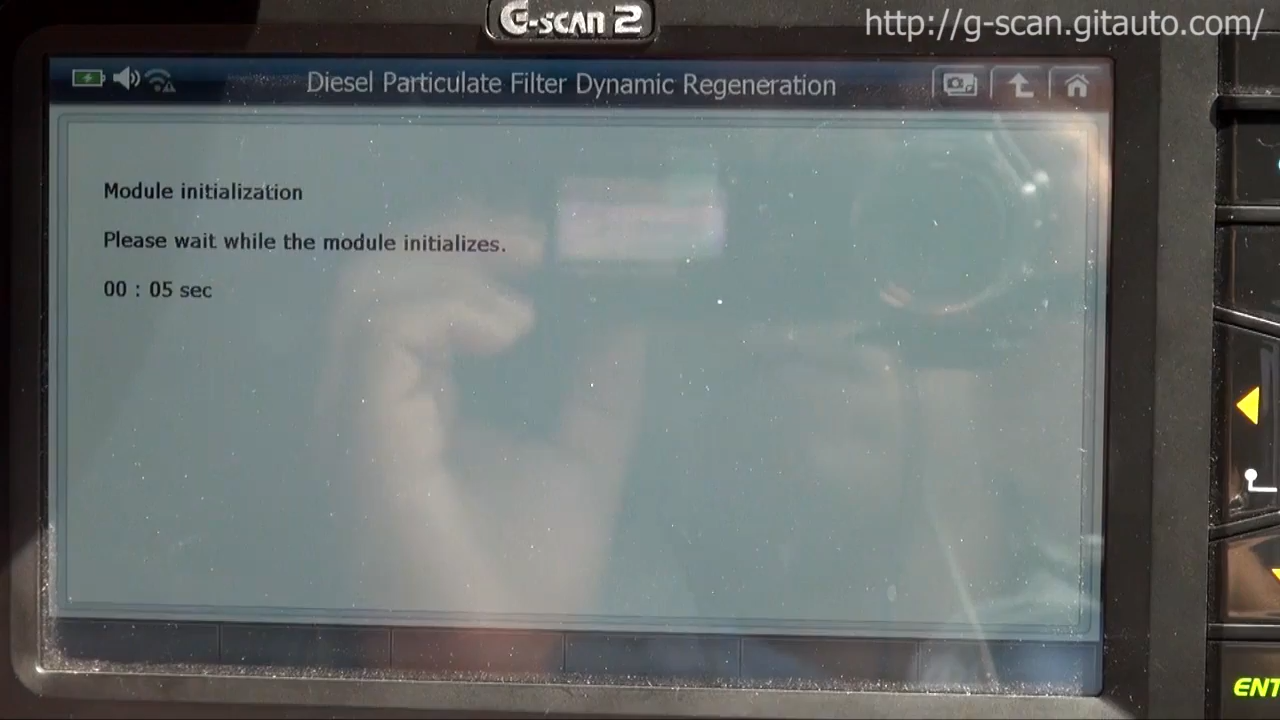 G-scan 2
http://g-scan.gitauto.com/
Diesel Particulate Filter Dynamic Regeneration
Module initialization
Please wait while the module initializes.
00 : 05 sec
ENT